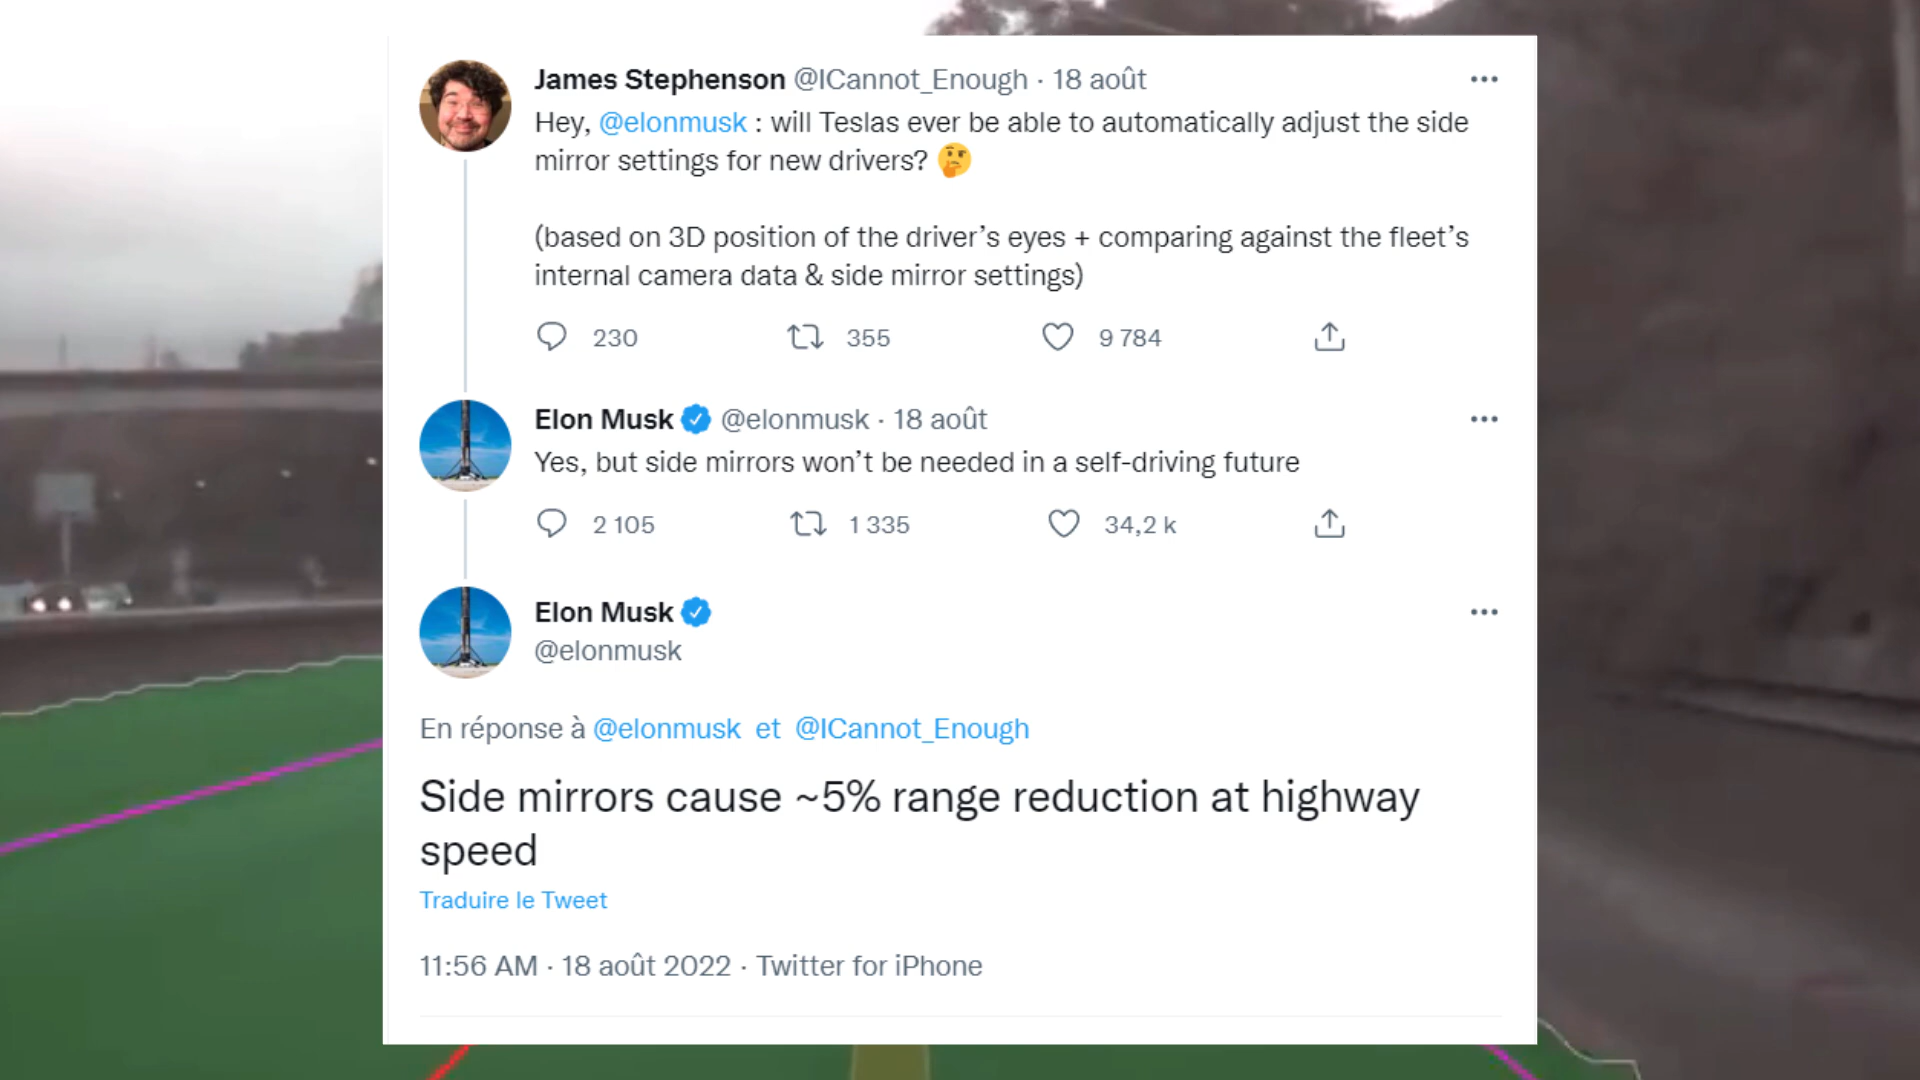 James Stephenson @ICannot_Enough · 18 août
Hey, @elonmusk : will Teslas ever be able to automatically adjust the side
mirror settings for new drivers? 🤔
(based on 3D position of the driver’s eyes + comparing against the fleet’s
internal camera data & side mirror settings)
230 355 9 784
Elon Musk @elonmusk · 18 août
Yes, but side mirrors won’t be needed in a self-driving future
2 105 1 335 34,2 k
Elon Musk
@elonmusk
En réponse à @elonmusk et @ICannot_Enough
Side mirrors cause ~5% range reduction at highway
speed
Traduire le Tweet
11:56 AM · 18 août 2022 · Twitter for iPhone